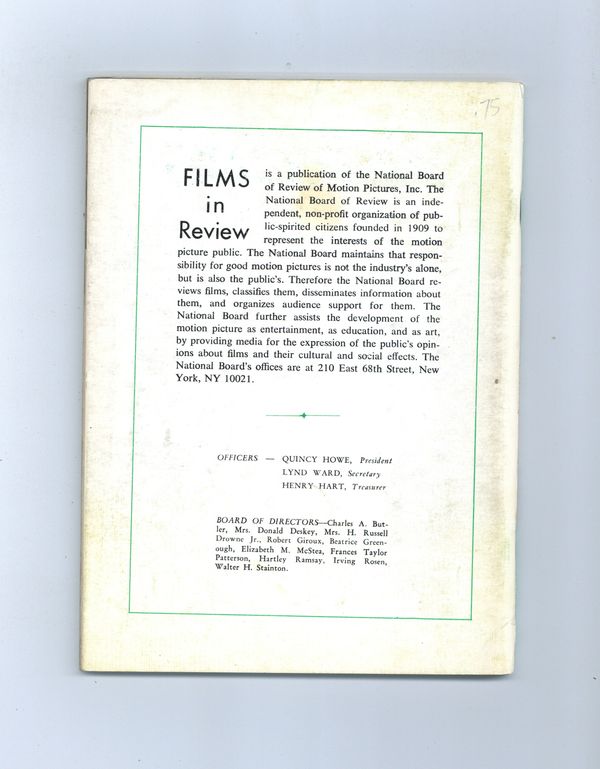 .75
FILMS
in
Review
is a publication of the National Board
of Review of Motion Pictures, Inc. The
National Board of Review is an inde-
pendent, non-profit organization of pub-
lic-spirited citizens founded in 1909 to
represent the interests of the motion
picture public. The National Board maintains that respon-
sibility for good motion pictures is not the industry's alone,
but is also the public's. Therefore the National Board re-
views films, classifies them, disseminates information about
them, and organizes audience support for them. The
National Board further assists the development of the
motion picture as entertainment, as education, and as art,
by providing media for the expression of the public's opin-
ions about films and their cultural and social effects. The
National Board's offices are at 210 East 68th Street, New
York, NY 10021.
OFFICERS — QUINCY HOWE, President
LYND WARD, Secretary
HENRY HART, Treasurer
BOARD OF DIRECTORS—Charles A. But-
ler, Mrs. Donald Deskey, Mrs. H. Russell
Drowne Jr., Robert Giroux, Beatrice Green-
ough, Elizabeth M. McStea, Frances Taylor
Patterson, Hartley Ramsay, Irving Rosen,
Walter H. Stainton.